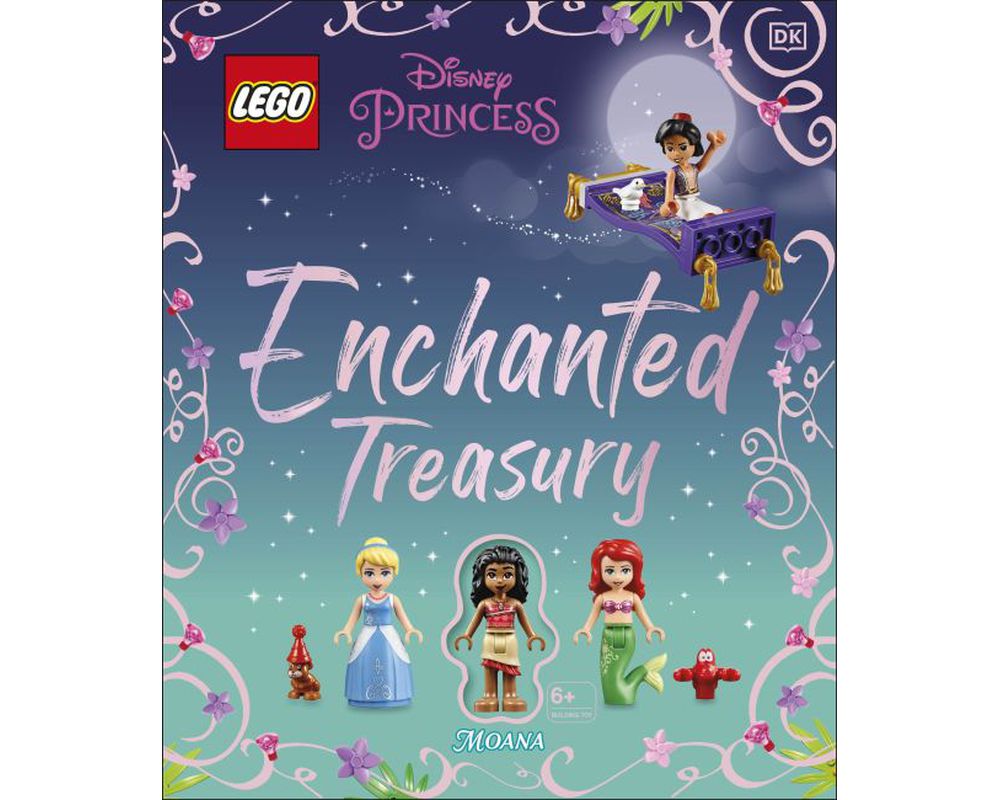 DK
LEGO
Disney
PRINCESS
Enchanted
Treasury
6+
BUILDING TOY
MOANA